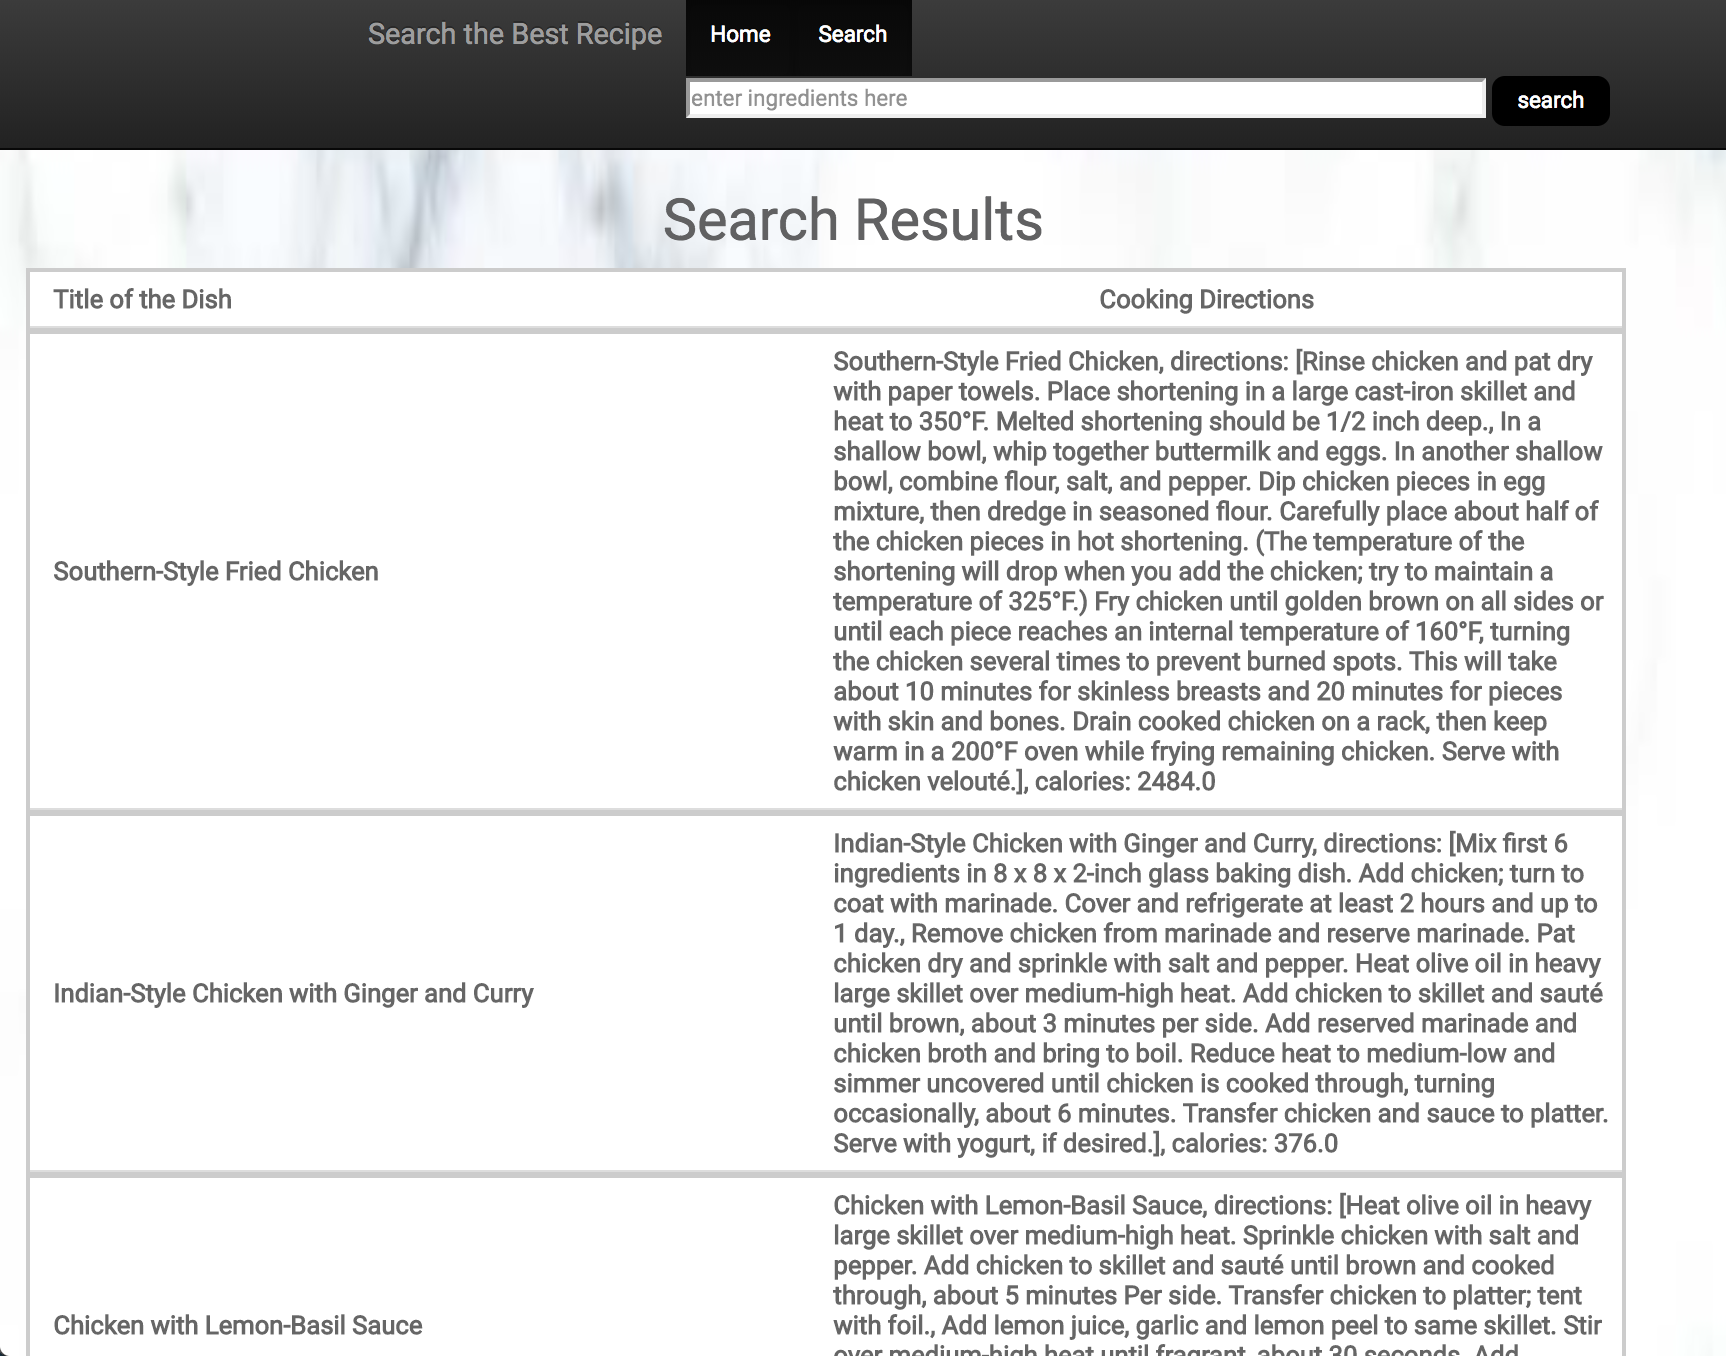 Search the Best Recipe
Home
Search
enter ingredients here
search
Search Results
Title of the Dish
Cooking Directions
Southern-Style Fried Chicken
Southern-Style Fried Chicken, directions: [Rinse chicken and pat dry
with paper towels. Place shortening in a large cast-iron skillet and
heat to 350°F. Melted shortening should be 1/2 inch deep., In a
shallow bowl, whip together buttermilk and eggs. In another shallow
bowl, combine flour, salt, and pepper. Dip chicken pieces in egg
mixture, then dredge in seasoned flour. Carefully place about half of
the chicken pieces in hot shortening. (The temperature of the
shortening will drop when you add the chicken; try to maintain a
temperature of 325°F.) Fry chicken until golden brown on all sides or
until each piece reaches an internal temperature of 160°F, turning
the chicken several times to prevent burned spots. This will take
about 10 minutes for skinless breasts and 20 minutes for pieces
with skin and bones. Drain cooked chicken on a rack, then keep
warm in a 200°F oven while frying remaining chicken. Serve with
chicken velouté.], calories: 2484.0
Indian-Style Chicken with Ginger and Curry
Indian-Style Chicken with Ginger and Curry, directions: [Mix first 6
ingredients in 8 x 8 x 2-inch glass baking dish. Add chicken; turn to
coat with marinade. Cover and refrigerate at least 2 hours and up to
1 day., Remove chicken from marinade and reserve marinade. Pat
chicken dry and sprinkle with salt and pepper. Heat olive oil in heavy
large skillet over medium-high heat. Add chicken to skillet and sauté
until brown, about 3 minutes per side. Add reserved marinade and
chicken broth and bring to boil. Reduce heat to medium-low and
simmer uncovered until chicken is cooked through, turning
occasionally, about 6 minutes. Transfer chicken and sauce to platter.
Serve with yogurt, if desired.], calories: 376.0
Chicken with Lemon-Basil Sauce
Chicken with Lemon-Basil Sauce, directions: [Heat olive oil in heavy
large skillet over medium-high heat. Sprinkle chicken with salt and
pepper. Add chicken to skillet and sauté until brown and cooked
through, about 5 minutes Per side. Transfer chicken to platter; tent
with foil., Add lemon juice, garlic and lemon peel to same skillet. Stir
over medium-high heat until fragrant, about 30 seconds. Add